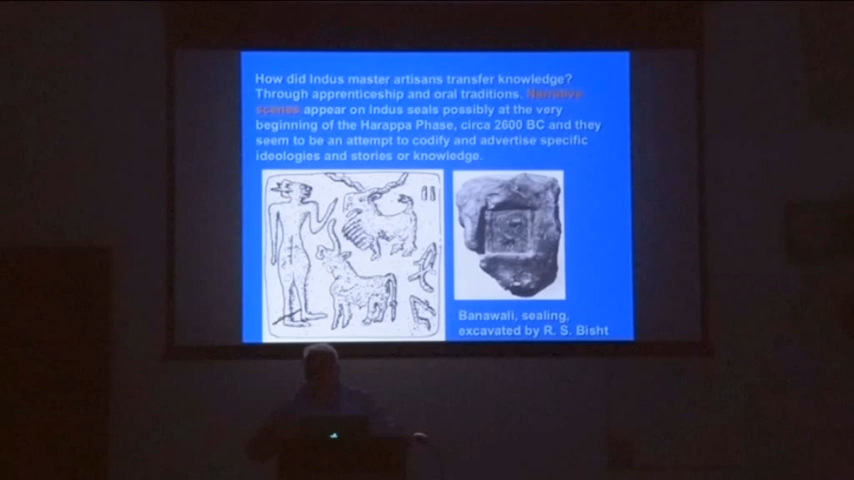 How did Indus master artisans transfer knowledge?
Through apprenticeship and oral traditions. Narrative
scenes appear on Indus seals possibly at the very
beginning of the Harappa Phase, circa 2600 BC and they
seem to be an attempt to codify and advertise specific
ideologies and stories or knowledge.
Banawali, sealing,
excavated by R. S. Bisht